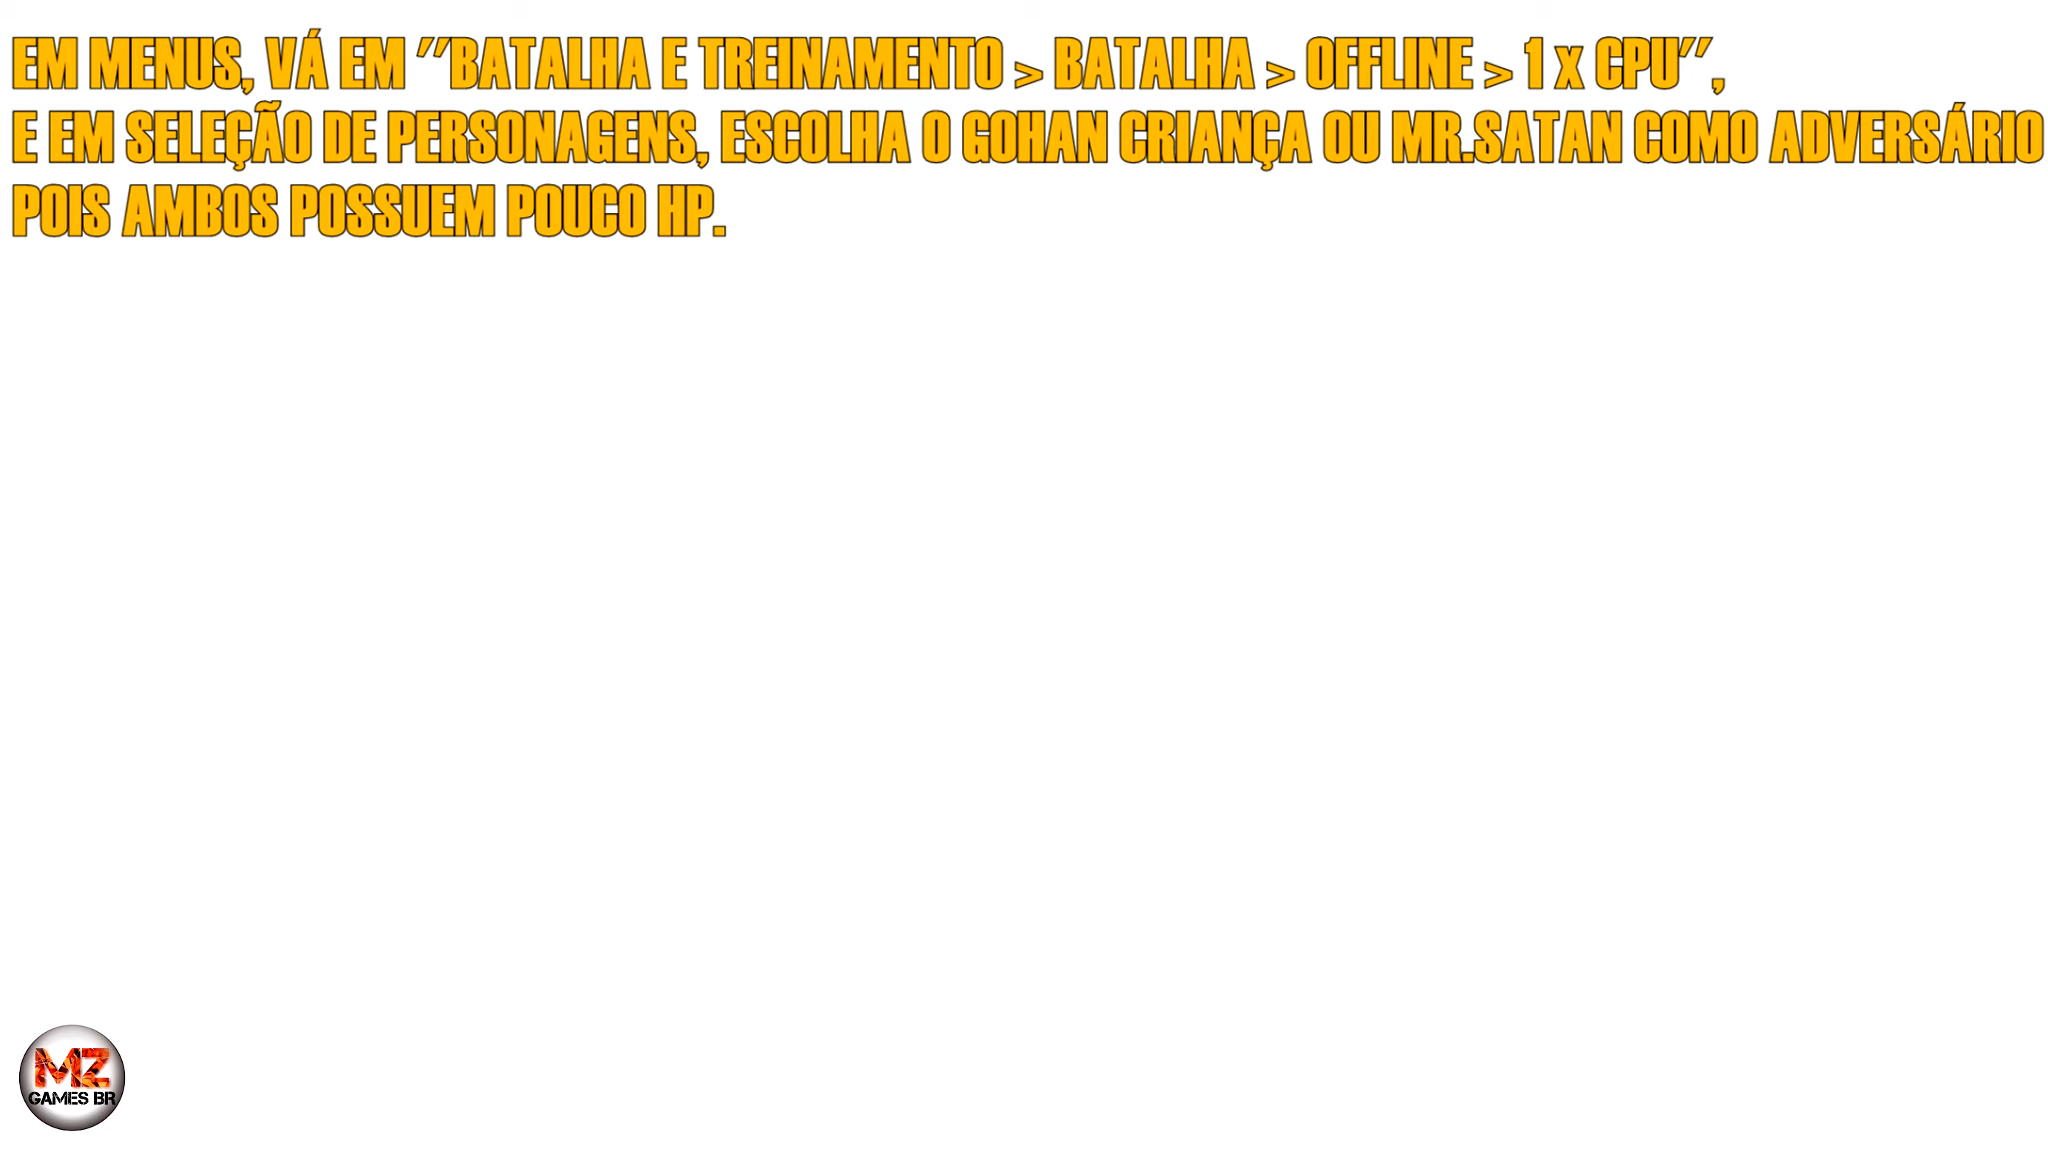 EM MENUS, VÁ EM "BATALHA E TREINAMENTO > BATALHA > OFFLINE > 1 x CPU",
E EM SELEÇÃO DE PERSONAGENS, ESCOLHA O GOHAN CRIANÇA OU MR.SATAN COMO ADVERSÁRIO
POIS AMBOS POSSUEM POUCO HP.
MZ
GAMES BR